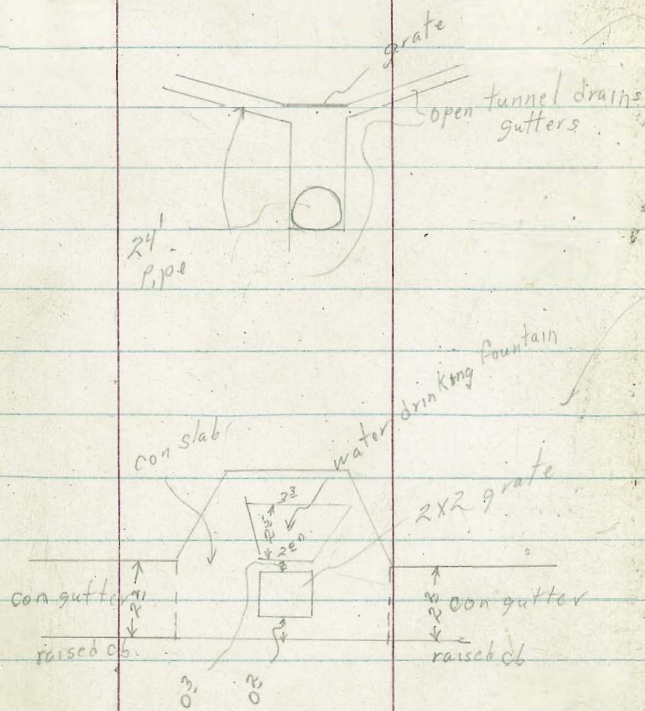 grate
open tunnel drains
gutters
24'
pipe
water drinking fountain
con slab
2x2 grate
con gutter
con gutter
raised cb.
raised cb